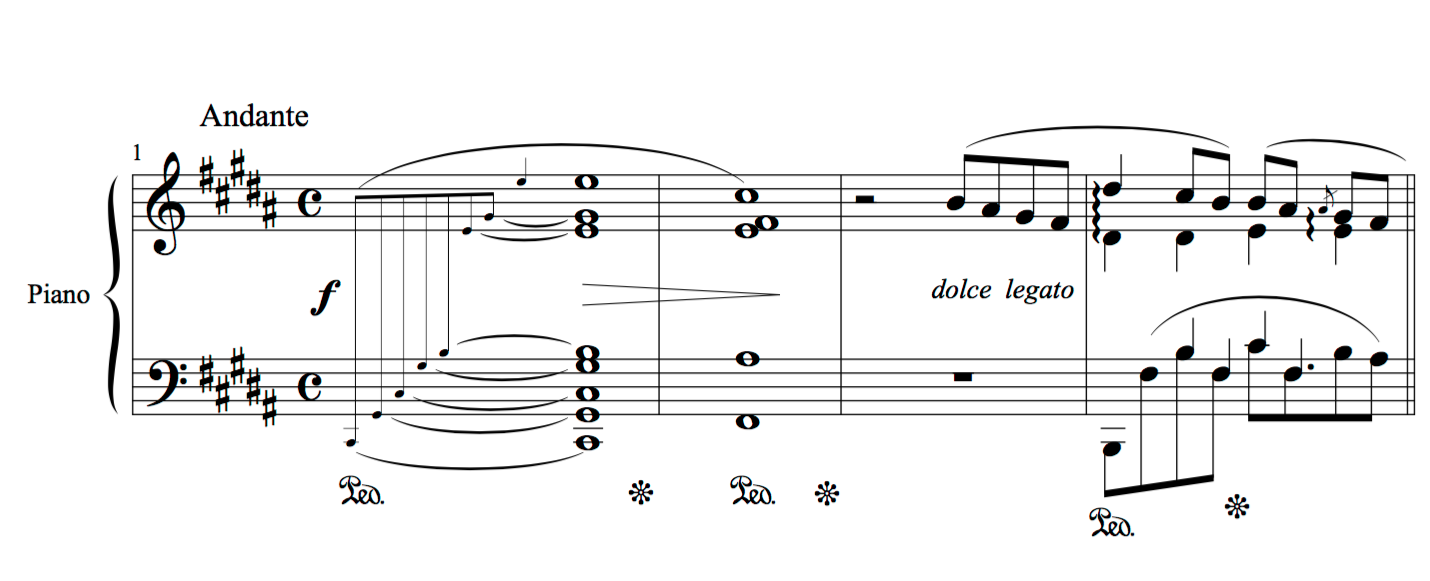 Andante
1
Piano
f
dolce legato
Ped.
Ped.
Ped.